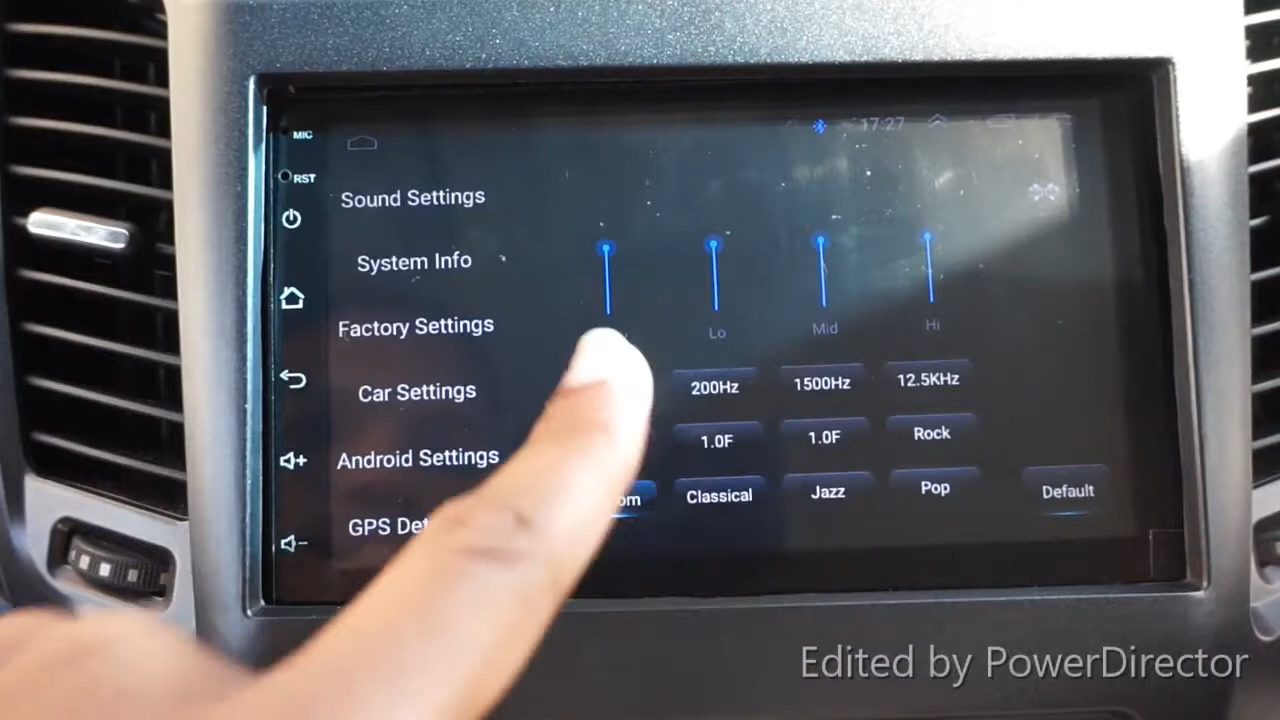 MIC
17:27
RST
Sound Settings
System Info
Factory Settings
Lo Mid Hi
Car Settings
200Hz 1500Hz 12.5KHz
Android Settings
1.0F 1.0F Rock
Classical Jazz Pop Default
GPS
Edited by PowerDirector